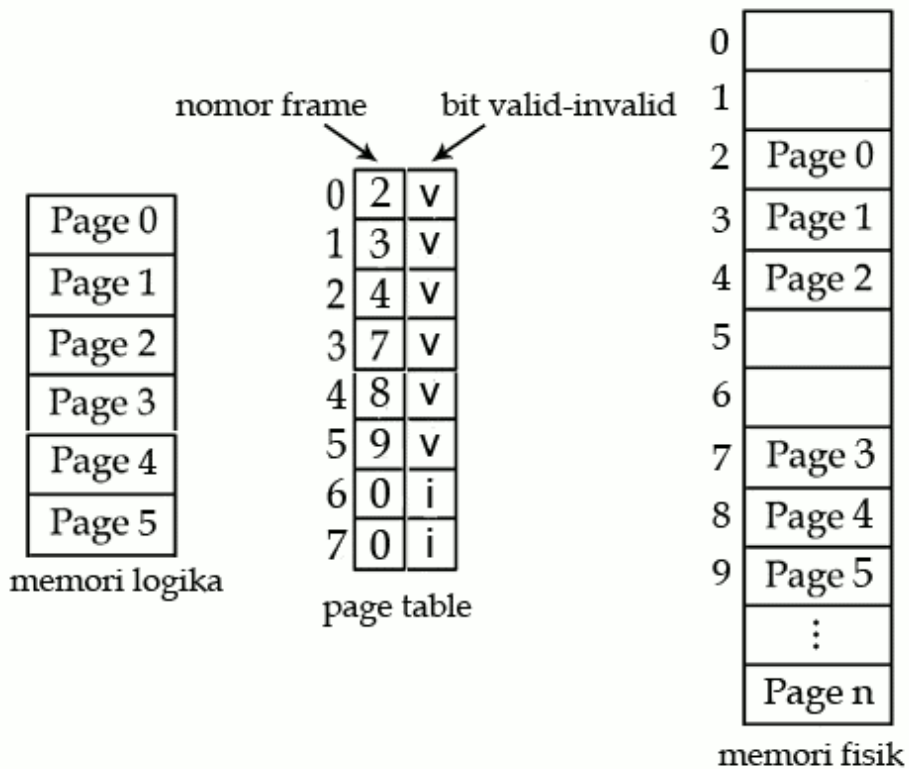 nomor frame
bit valid-invalid
Page 0
Page 1
Page 2
Page 3
Page 4
Page 5
memori logika
0 2 v
1 3 v
2 4 v
3 7 v
4 8 v
5 9 v
6 0 i
7 0 i
page table
0
1
2 Page 0
3 Page 1
4 Page 2
5
6
7 Page 3
8 Page 4
9 Page 5
⋮
Page n
memori fisik